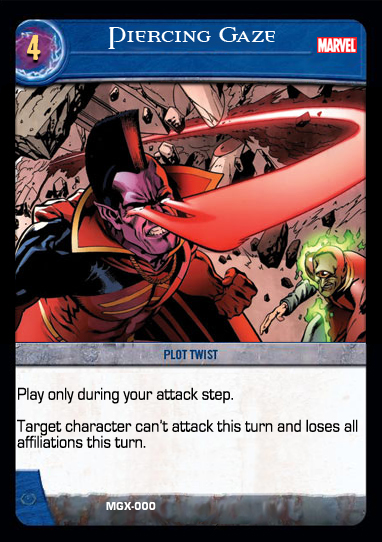 4
Piercing Gaze
MARVEL
PLOT TWIST
Play only during your attack step.
Target character can't attack this turn and loses all
affiliations this turn.
MGX-000